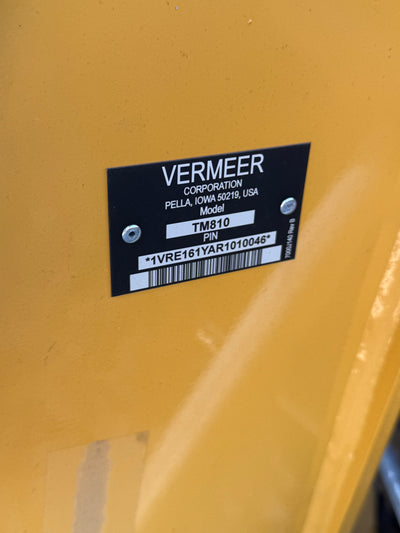 VERMEER
CORPORATION
PELLA, IOWA 50219, USA
Model
TM810
PIN
*1VRE161YAR1010046*